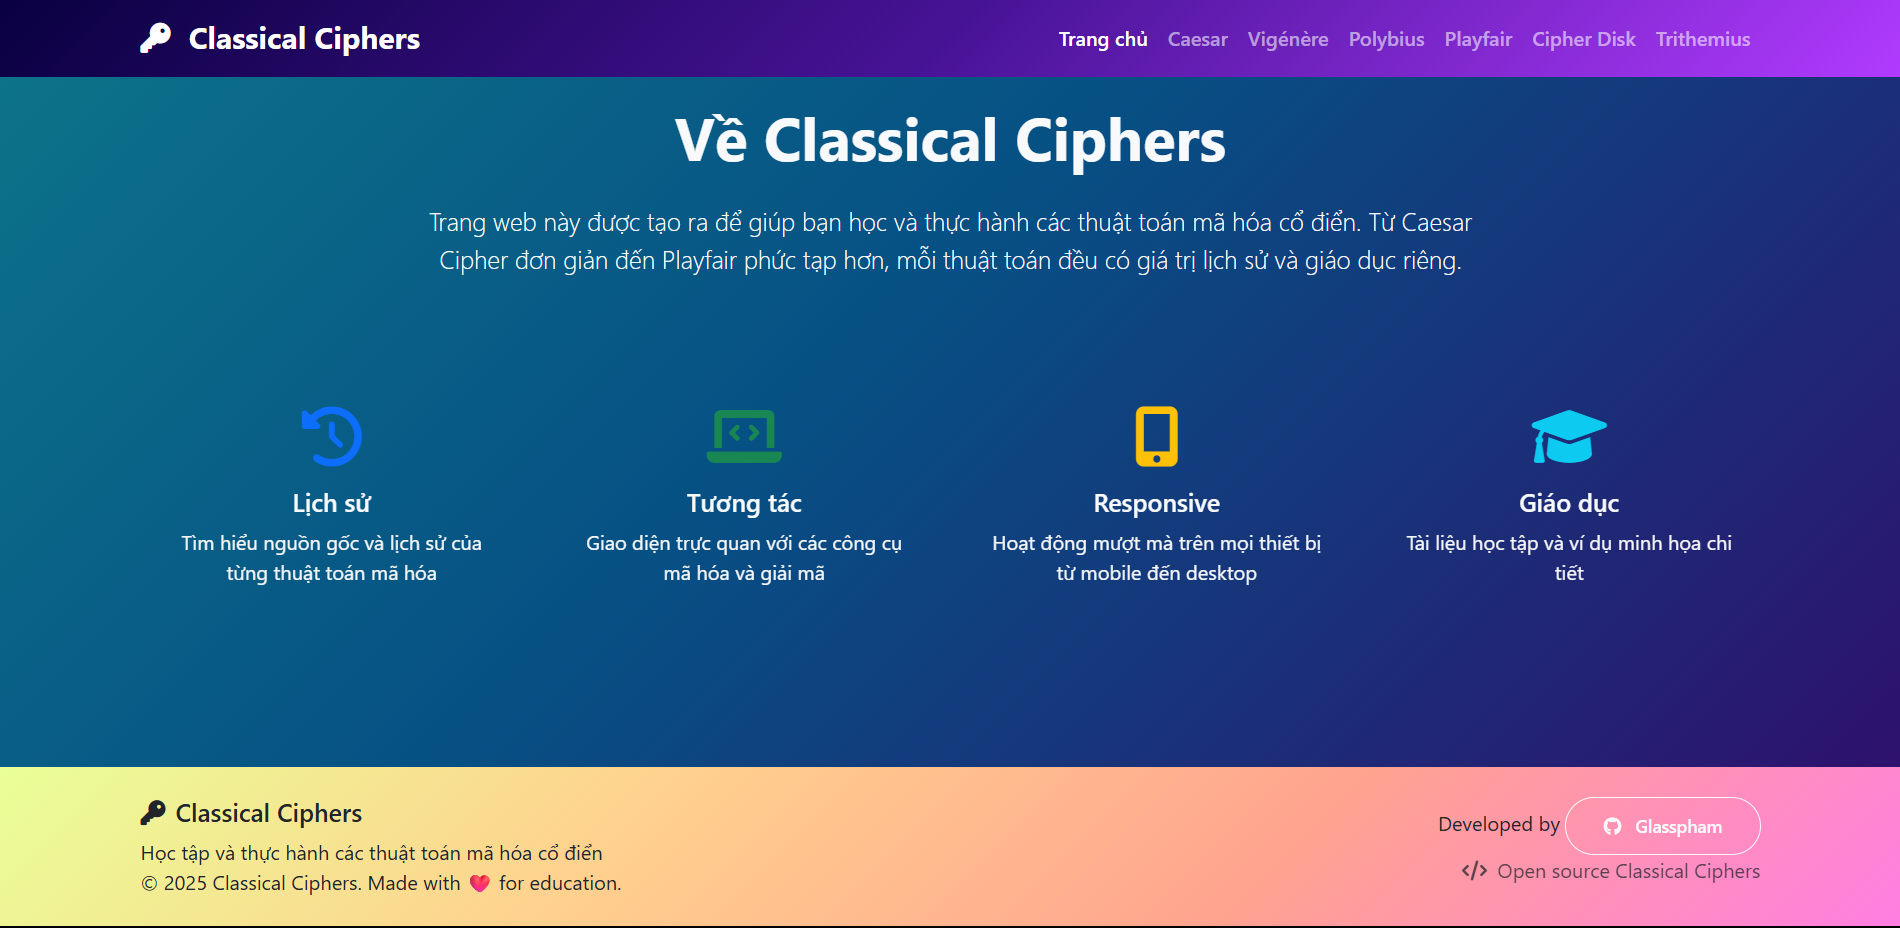 Classical Ciphers
Trang chủ Caesar Vigénère Polybius Playfair Cipher Disk Trithemius
Về Classical Ciphers
Trang web này được tạo ra để giúp bạn học và thực hành các thuật toán mã hóa cổ điển. Từ Caesar
Cipher đơn giản đến Playfair phức tạp hơn, mỗi thuật toán đều có giá trị lịch sử và giáo dục riêng.
Lịch sử
Tìm hiểu nguồn gốc và lịch sử của
từng thuật toán mã hóa
Tương tác
Giao diện trực quan với các công cụ
mã hóa và giải mã
Responsive
Hoạt động mượt mà trên mọi thiết bị
từ mobile đến desktop
Giáo dục
Tài liệu học tập và ví dụ minh họa chi
tiết
Classical Ciphers
Học tập và thực hành các thuật toán mã hóa cổ điển
© 2025 Classical Ciphers. Made with 💖 for education.
Developed by Glasspham
Open source Classical Ciphers